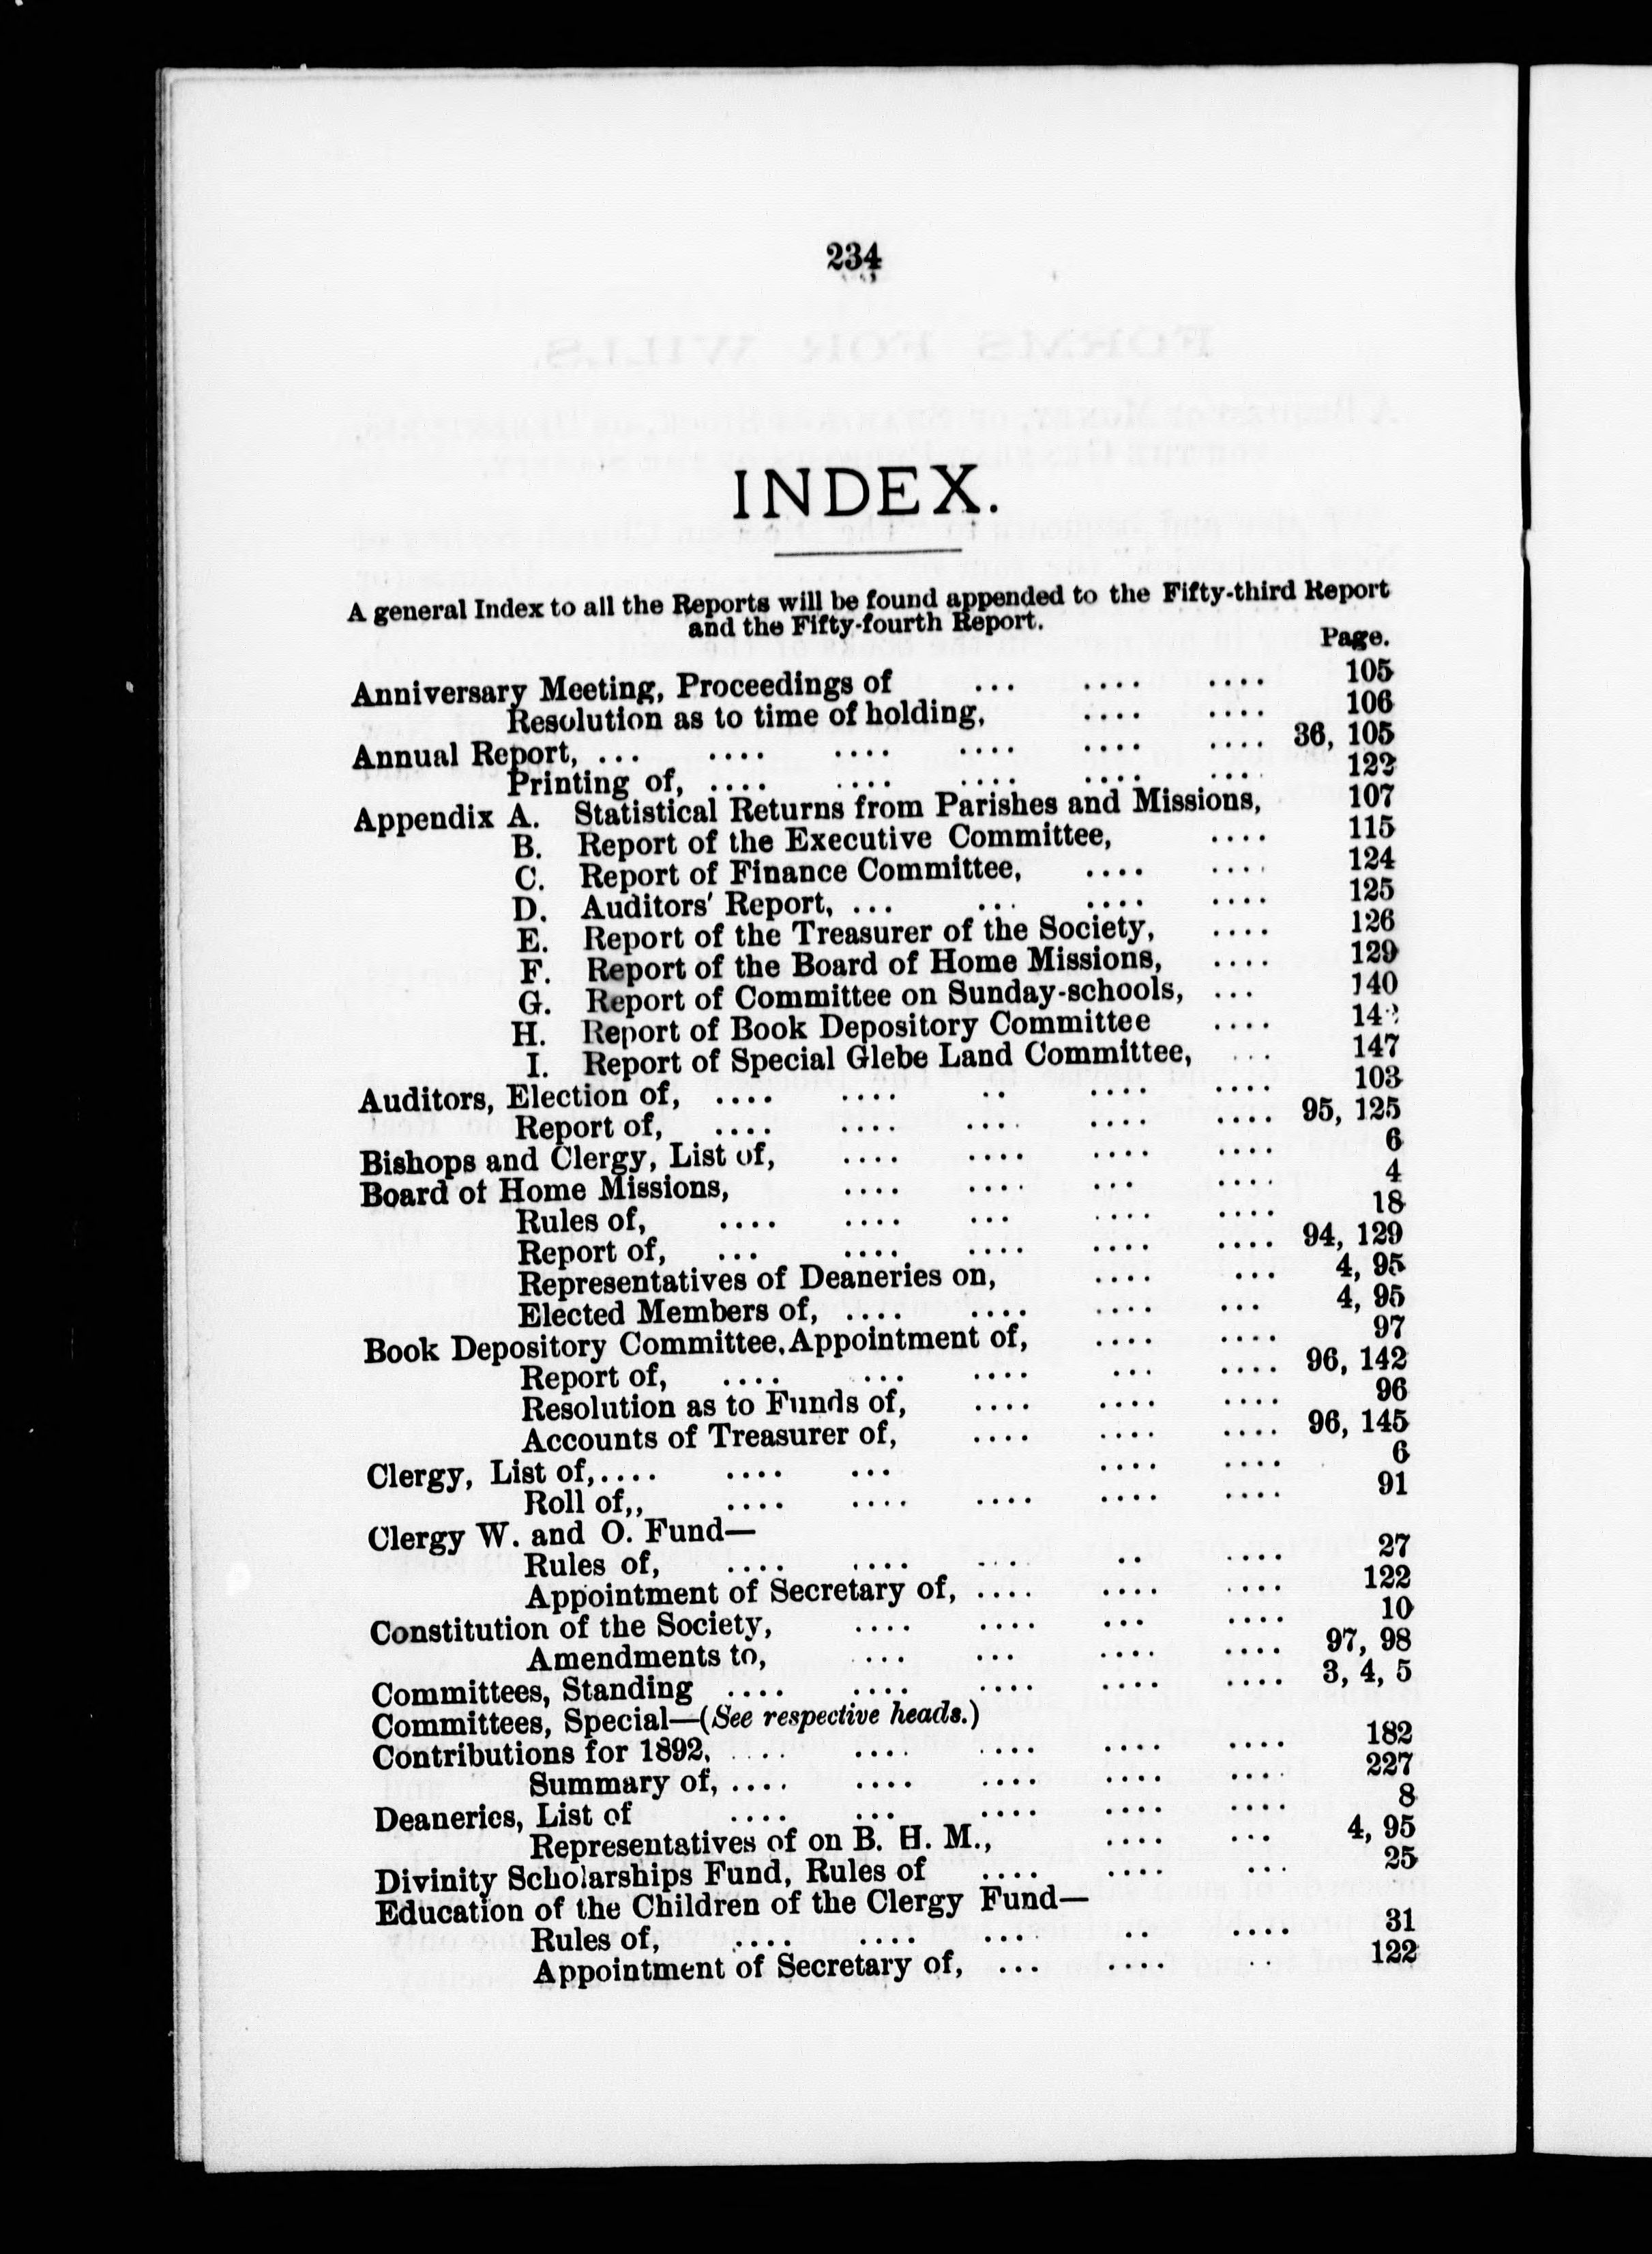 234
INDEX.
A general Index to all the Reports will be found appended to the Fifty-third Report
and the Fifty-fourth Report.
Page.
Anniversary Meeting, Proceedings of ... .... .... 105
Resolution as to time of holding, .... .... 106
Annual Report, ... .... .... .... .... .... 36, 105
Printing of, .... .... .... .... ... 122
Appendix A. Statistical Returns from Parishes and Missions, 107
B. Report of the Executive Committee, .... 115
C. Report of Finance Committee, .... .... 124
D. Auditors' Report, ... ... .... .... 125
E. Report of the Treasurer of the Society, .... 126
F. Report of the Board of Home Missions, .... 129
G. Report of Committee on Sunday-schools, ... 140
H. Report of Book Depository Committee ....
I. Report of Special Glebe Land Committee, ... 147
Auditors, Election of, .... .... .. .... .... 103
Report of, .... .... .... .... .... 95, 125
Bishops and Clergy, List of, .... .... .... .... 6
Board of Home Missions, .... .... ... .... 4
Rules of, .... .... ... .... .... 18
Report of, ... .... .... .... .... 94, 129
Representatives of Deaneries on, .... ... 4, 95
Elected Members of, .... .... .... ... 4, 95
Book Depository Committee, Appointment of, .... .... 97
Report of, .... ... .... ... .... 96, 142
Resolution as to Funds of, .... .... .... 96
Accounts of Treasurer of, .... .... .... 96, 145
Clergy, List of,.... .... ... .... .... 6
Roll of,, .... .... .... .... .... 91
Clergy W. and O. Fund—
Rules of, .... .... ... .. .... 27
Appointment of Secretary of, .... .... .... 122
Constitution of the Society, .... .... ... .... 10
Amendments to, ... ... .... .... 97, 98
Committees, Standing .... .... .... .... .... 3, 4, 5
Committees, Special—(See respective heads.)
Contributions for 1892, .... .... .... .... .... 182
Summary of, .... .... .... .... .... 227
Deaneries, List of .... ... .... .... .... 8
Representatives of on B. H. M., .... ... 4, 95
Divinity Scholarships Fund, Rules of .... .... ... 25
Education of the Children of the Clergy Fund—
Rules of, .... .... ... .. .... 31
Appointment of Secretary of, ... .... .. 122